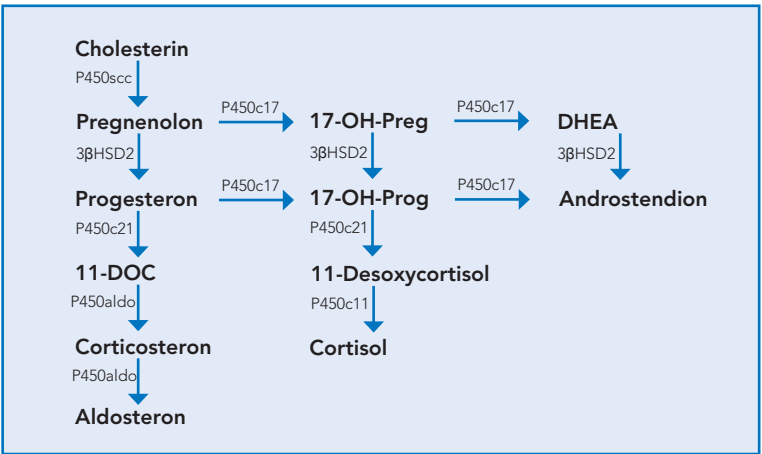 Cholesterin
P450scc
P450c17 P450c17
Pregnenolon 17-OH-Preg DHEA
3βHSD2 3βHSD2 3βHSD2
P450c17 P450c17
Progesteron 17-OH-Prog Androstendion
P450c21 P450c21
11-DOC 11-Desoxycortisol
P450aldo P450c11
Corticosteron Cortisol
P450aldo
Aldosteron